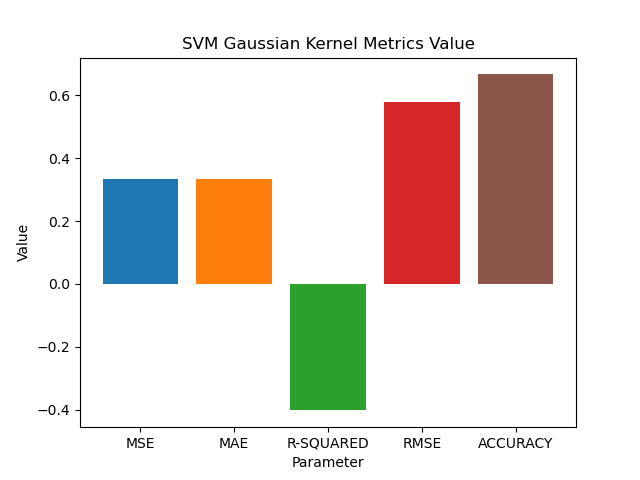 SVM Gaussian Kernel Metrics Value
0.6
0.4
0.2
0.0
−0.2
−0.4
Value
MSE MAE R-SQUARED RMSE ACCURACY
Parameter